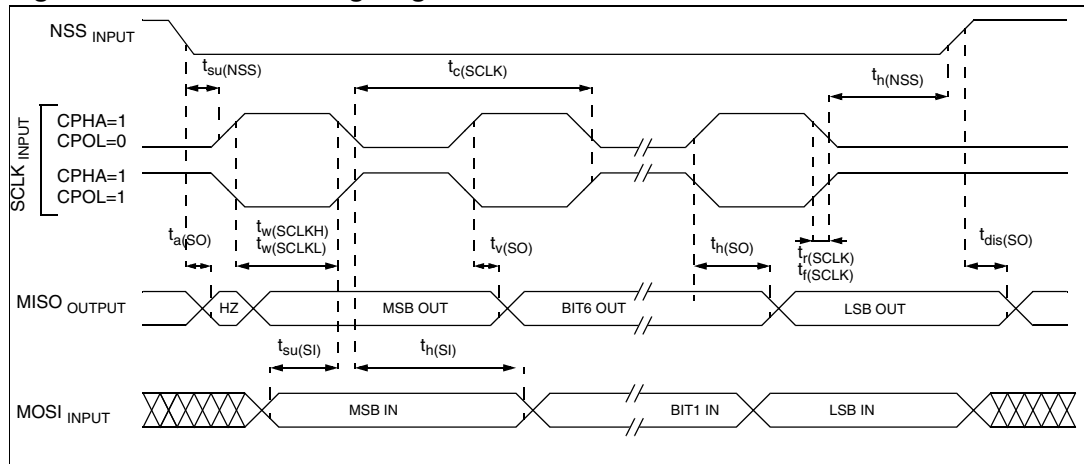 NSS INPUT
tsu(NSS)
tc(SCLK)
th(NSS)
SCLK INPUT
CPHA=1
CPOL=0
CPHA=1
CPOL=1
ta(SO)
tw(SCLKH)
tw(SCLKL)
tv(SO)
th(SO)
tr(SCLK)
tf(SCLK)
tdis(SO)
MISO OUTPUT
HZ
MSB OUT
BIT6 OUT
LSB OUT
tsu(SI)
th(SI)
MOSI INPUT
MSB IN
BIT1 IN
LSB IN